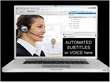 AUTOMATED
SUBTITLES
or VOICE here